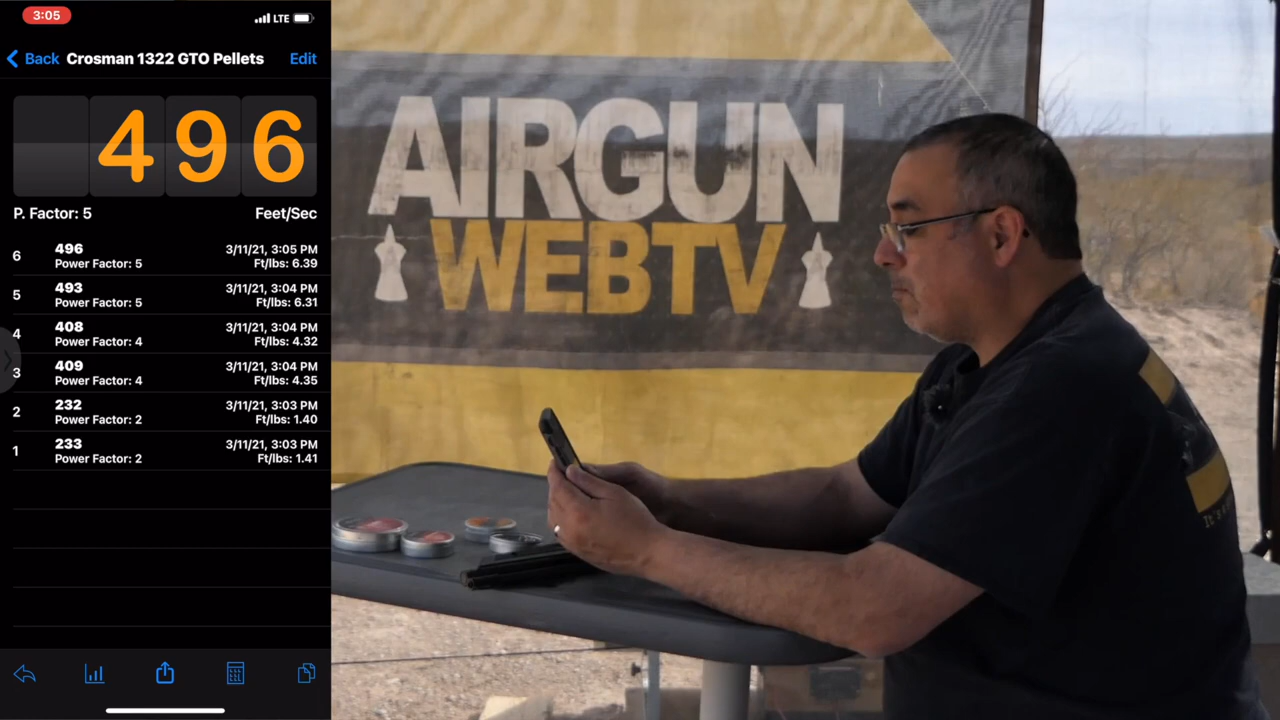 3:05
LTE
Back
Crosman 1322 GTO Pellets
Edit
496
P. Factor: 5
Feet/Sec
6
496
3/11/21, 3:05 PM
Power Factor: 5
Ft/lbs: 6.39
5
493
3/11/21, 3:04 PM
Power Factor: 5
Ft/lbs: 6.31
4
408
3/11/21, 3:04 PM
Power Factor: 4
Ft/lbs: 4.32
3
409
3/11/21, 3:04 PM
Power Factor: 4
Ft/lbs: 4.35
2
232
3/11/21, 3:03 PM
Power Factor: 2
Ft/lbs: 1.40
1
233
3/11/21, 3:03 PM
Power Factor: 2
Ft/lbs: 1.41
AIRGUN
WEBTV
It's